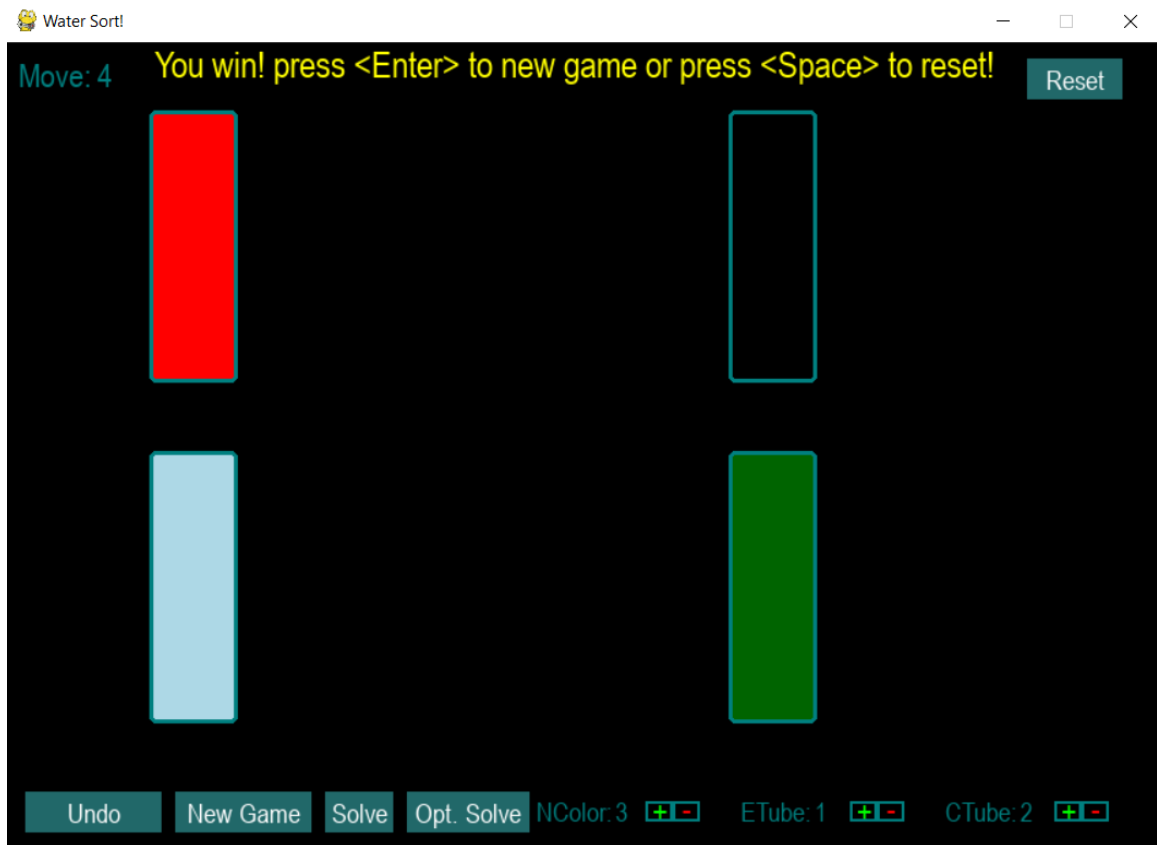 Water Sort!
Move: 4
You win! press <Enter> to new game or press <Space> to reset!
Reset
Undo
New Game
Solve
Opt. Solve
NColor: 3
+ -
ETube: 1
+ -
CTube: 2
+ -